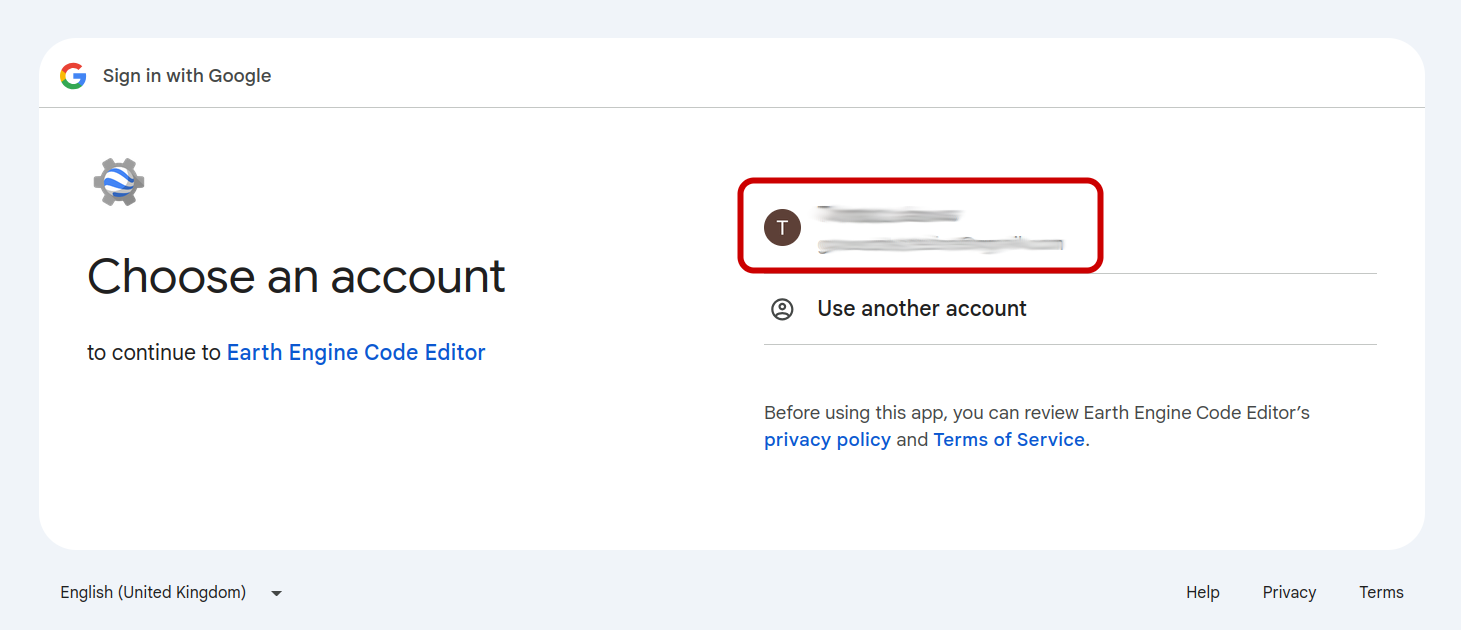 Sign in with Google
Choose an account
to continue to Earth Engine Code Editor
T
Use another account
Before using this app, you can review Earth Engine Code Editor’s
privacy policy and Terms of Service.
English (United Kingdom)
Help Privacy Terms